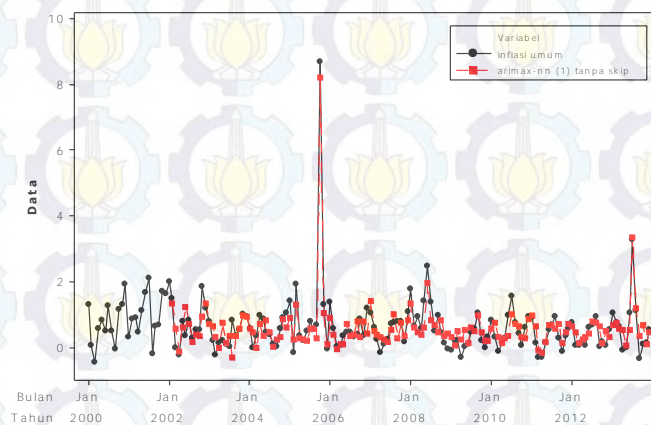 10
8
6
4
2
0
Data
Variabel
inflasi umum
arimax-nn (1) tanpa skip
Bulan Jan Jan Jan Jan Jan Jan Jan
Tahun 2000 2002 2004 2006 2008 2010 2012